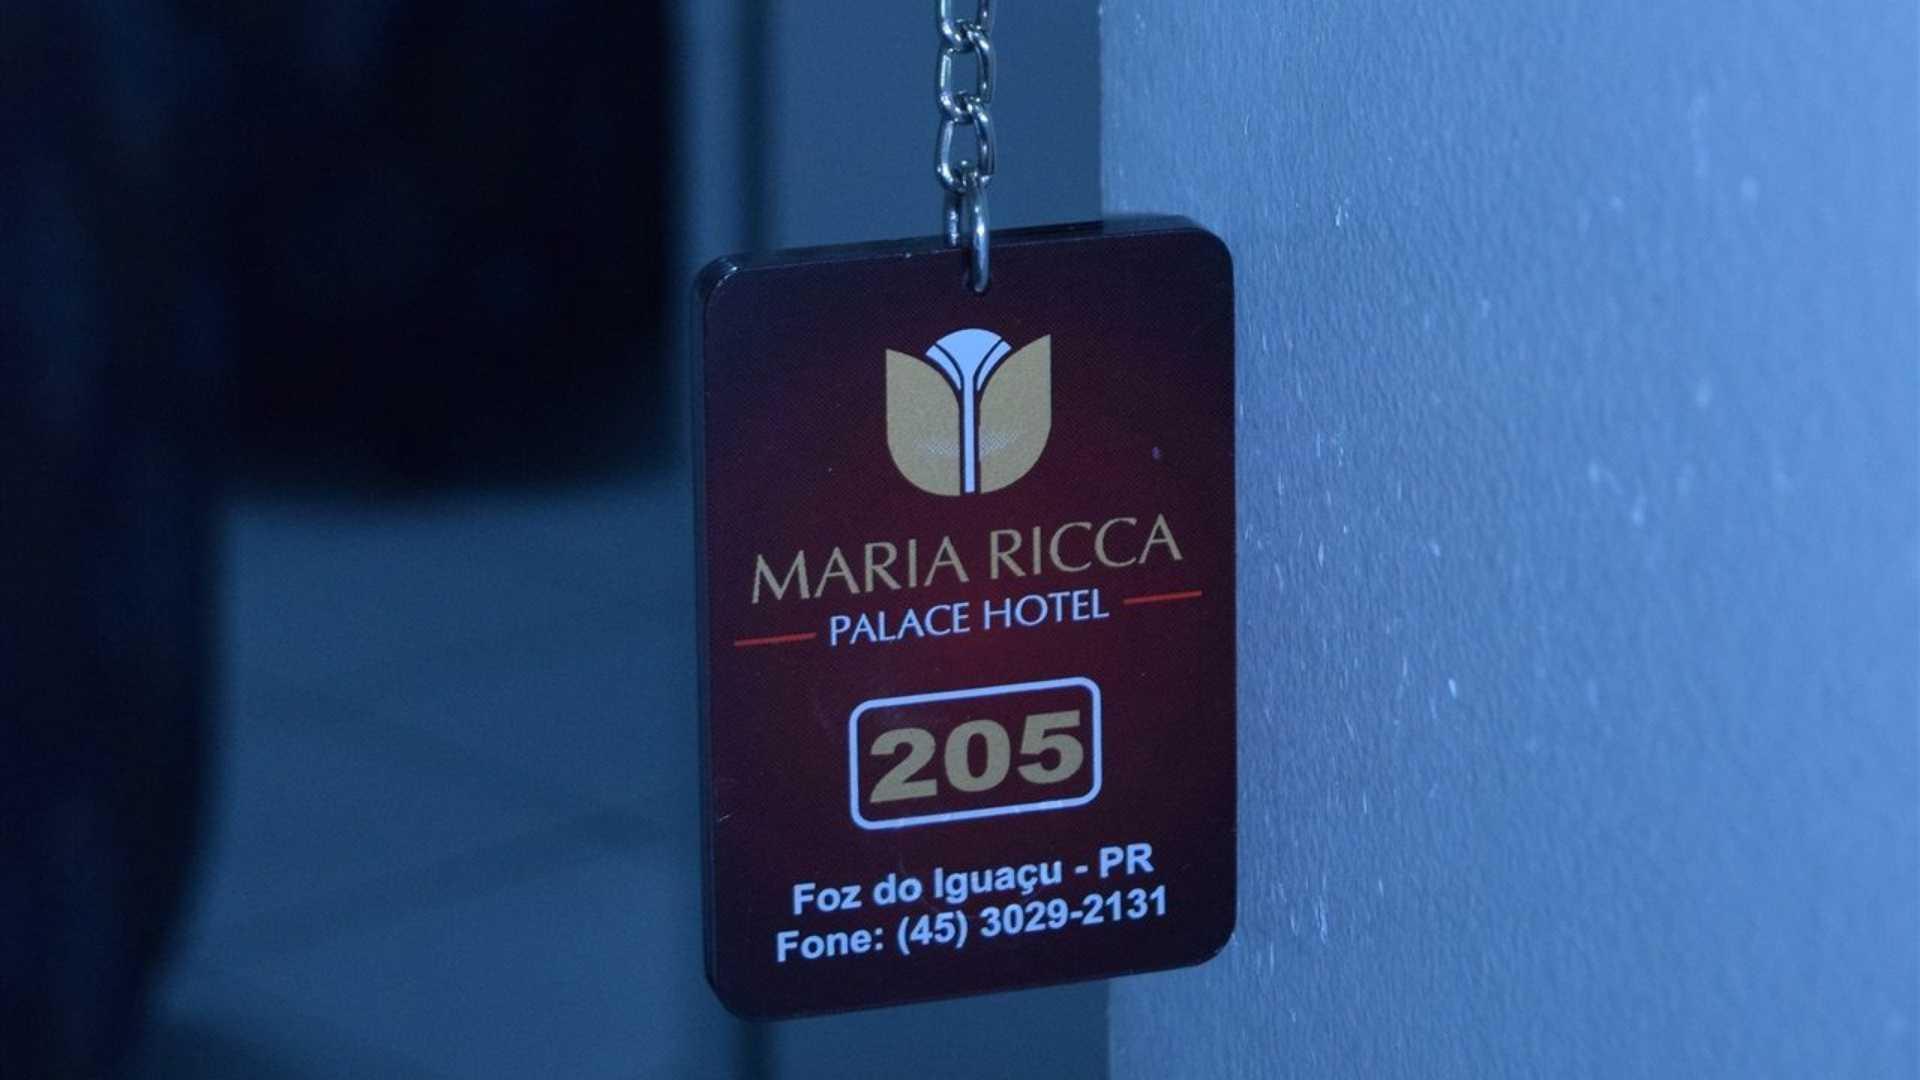 MARIA RICCA
PALACE HOTEL
205
Foz do Iguaçu - PR
Fone: (45) 3029-2131